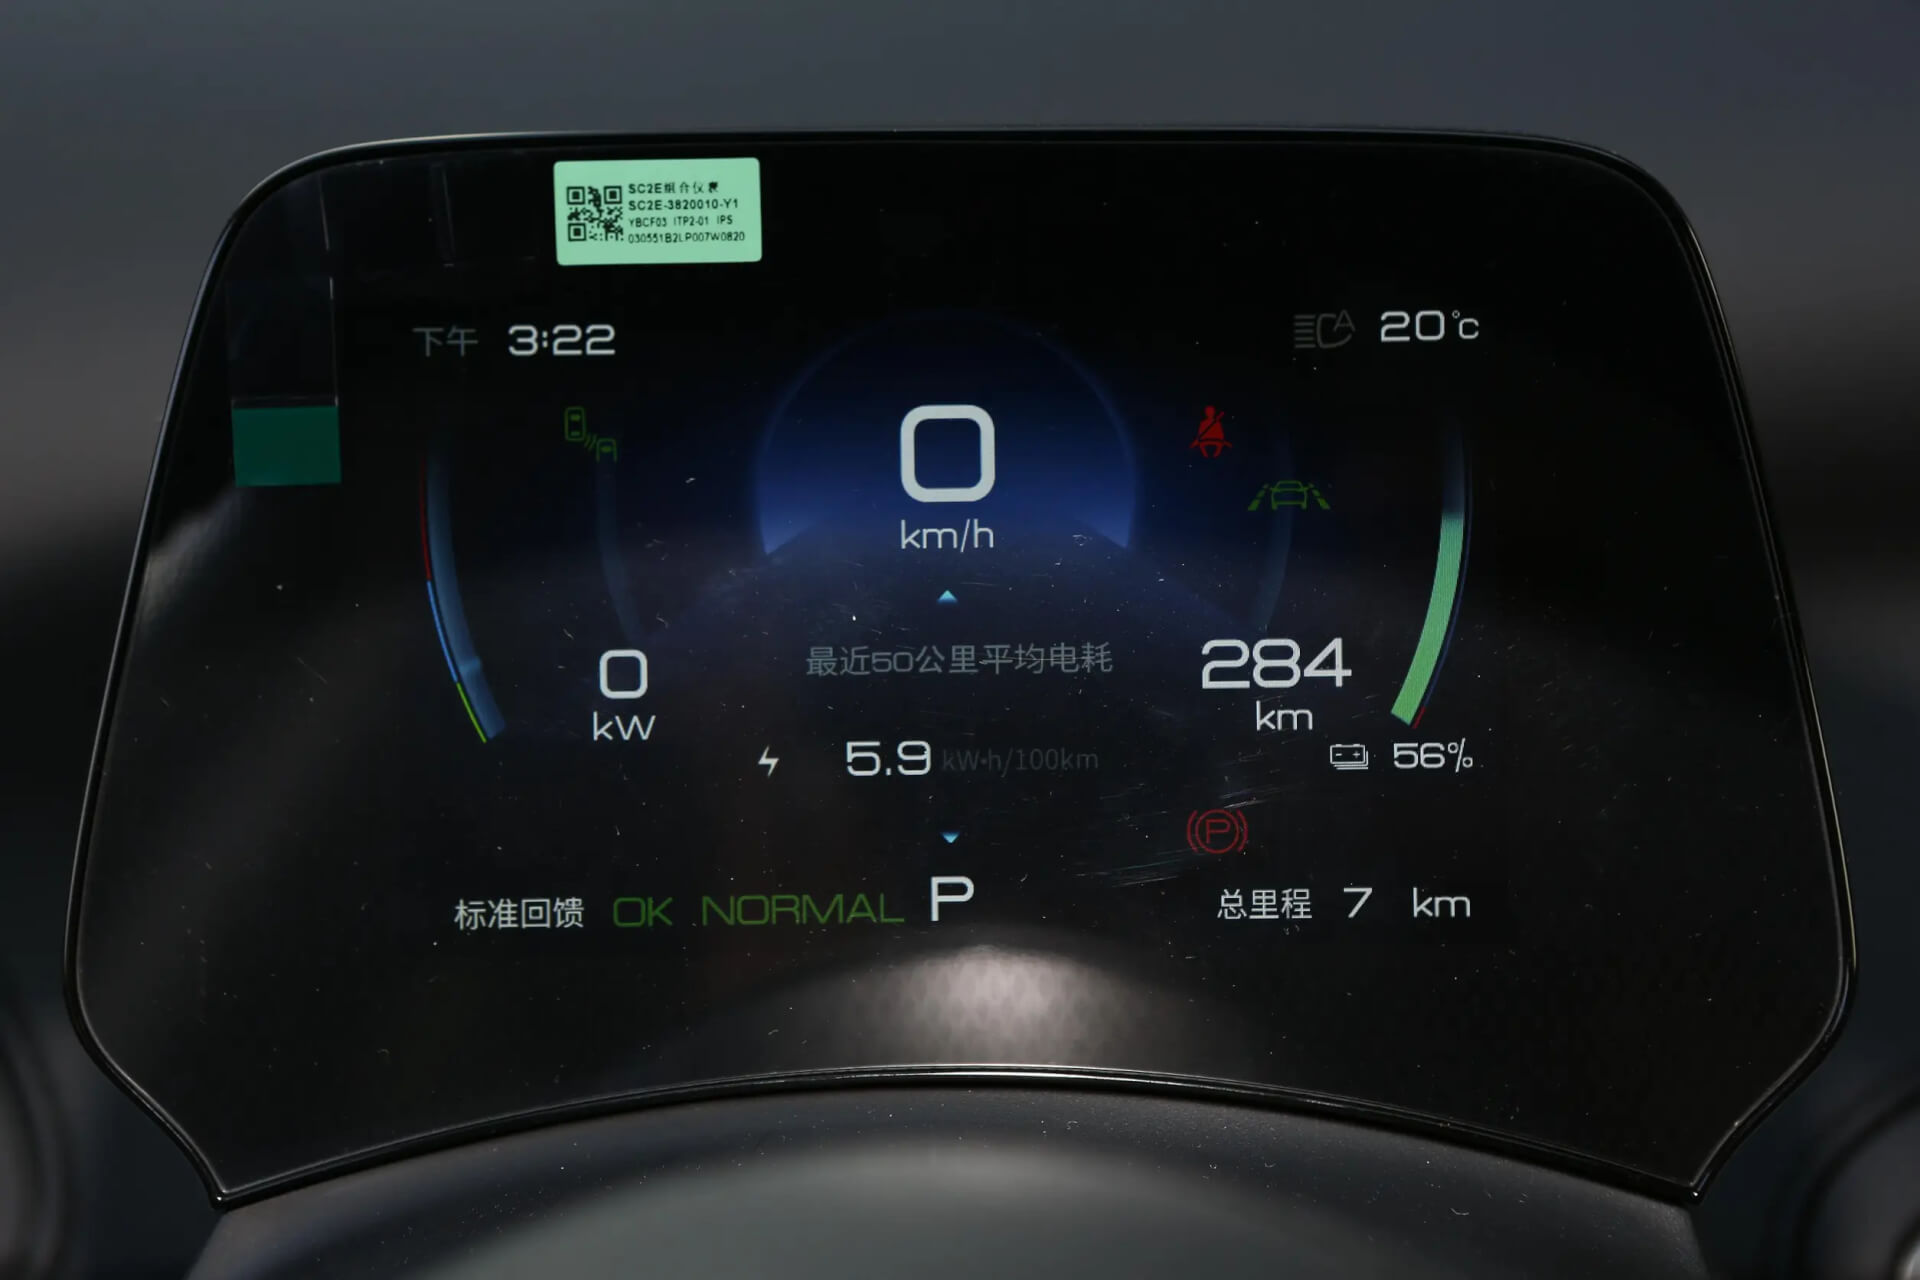 SC2E组合仪表
SC2E-3820010-Y1
YBCF03 ITP2-01 IPS
030551B2LP007W0820
下午 3:22
A 20°C
0
km/h
最近50公里平均电耗
0
kW
284
km
5.9 kW·h/100km
56%
P
标准回馈 OK NORMAL P
总里程 7 km